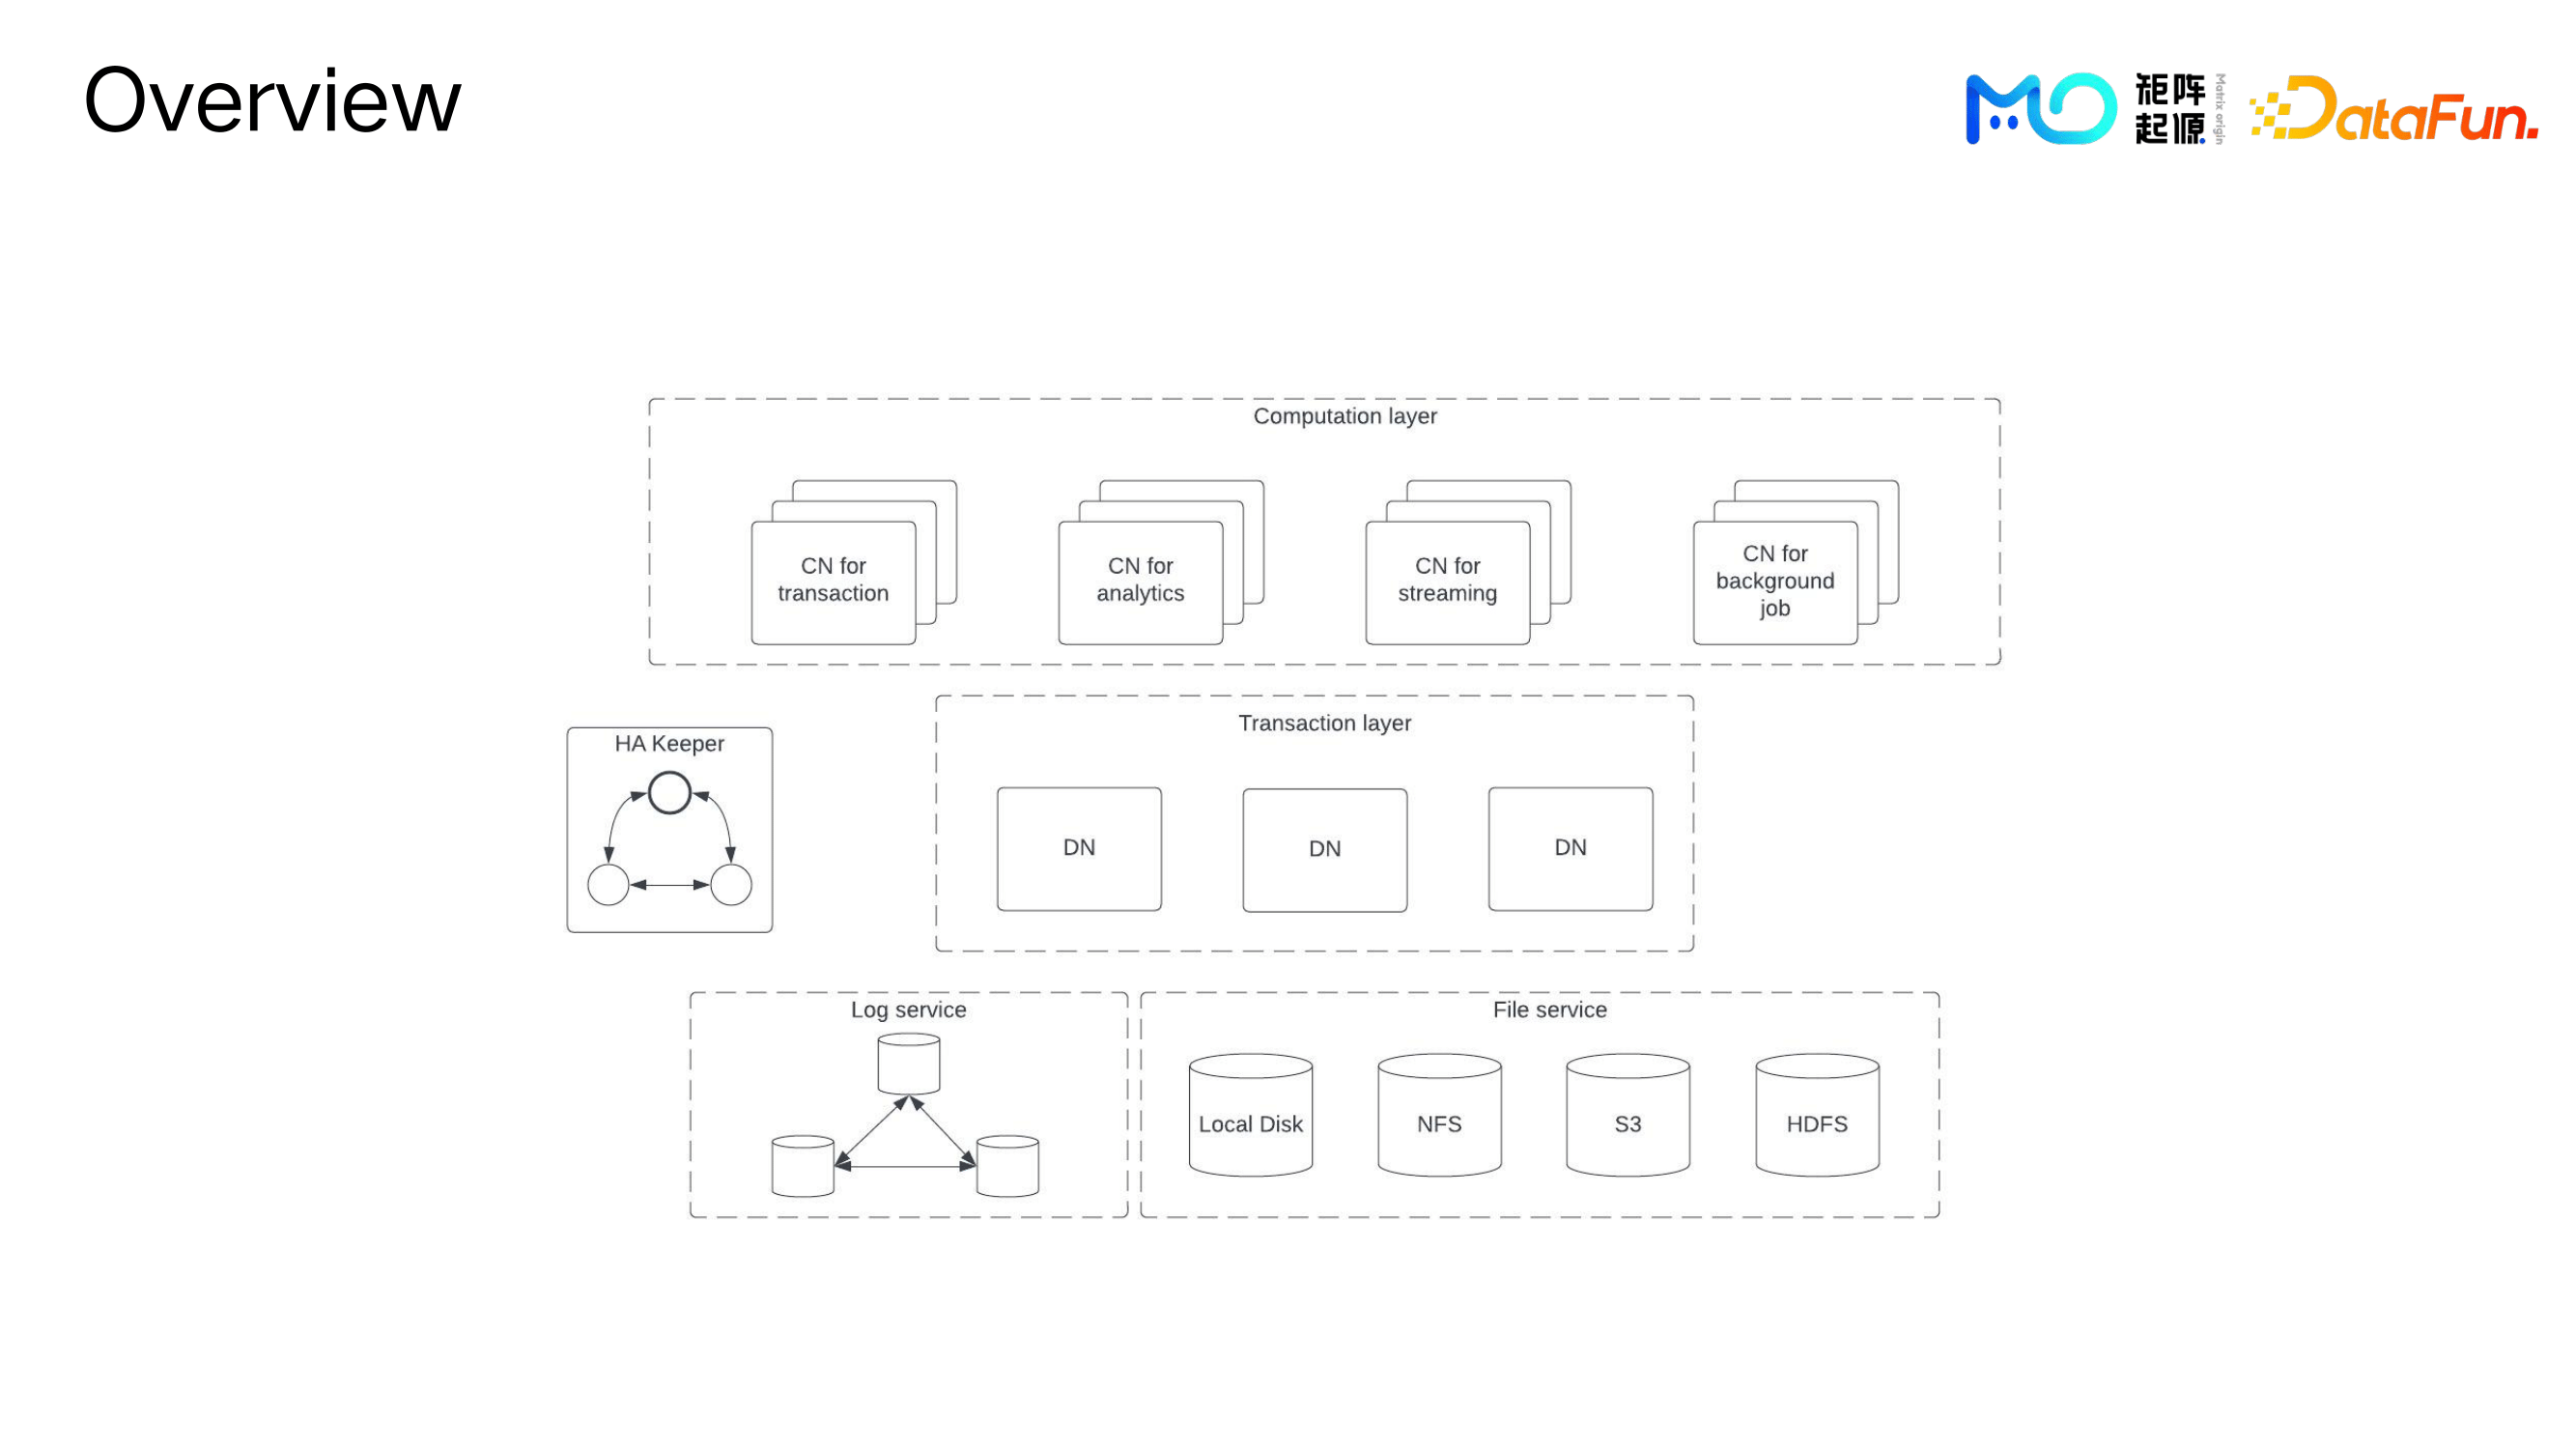 Overview
矩阵
起源
Matrix origin
DataFun.
Computation layer
CN for
transaction
CN for
analytics
CN for
streaming
CN for
background
job
HA Keeper
Transaction layer
DN
DN
DN
Log service
File service
Local Disk
NFS
S3
HDFS